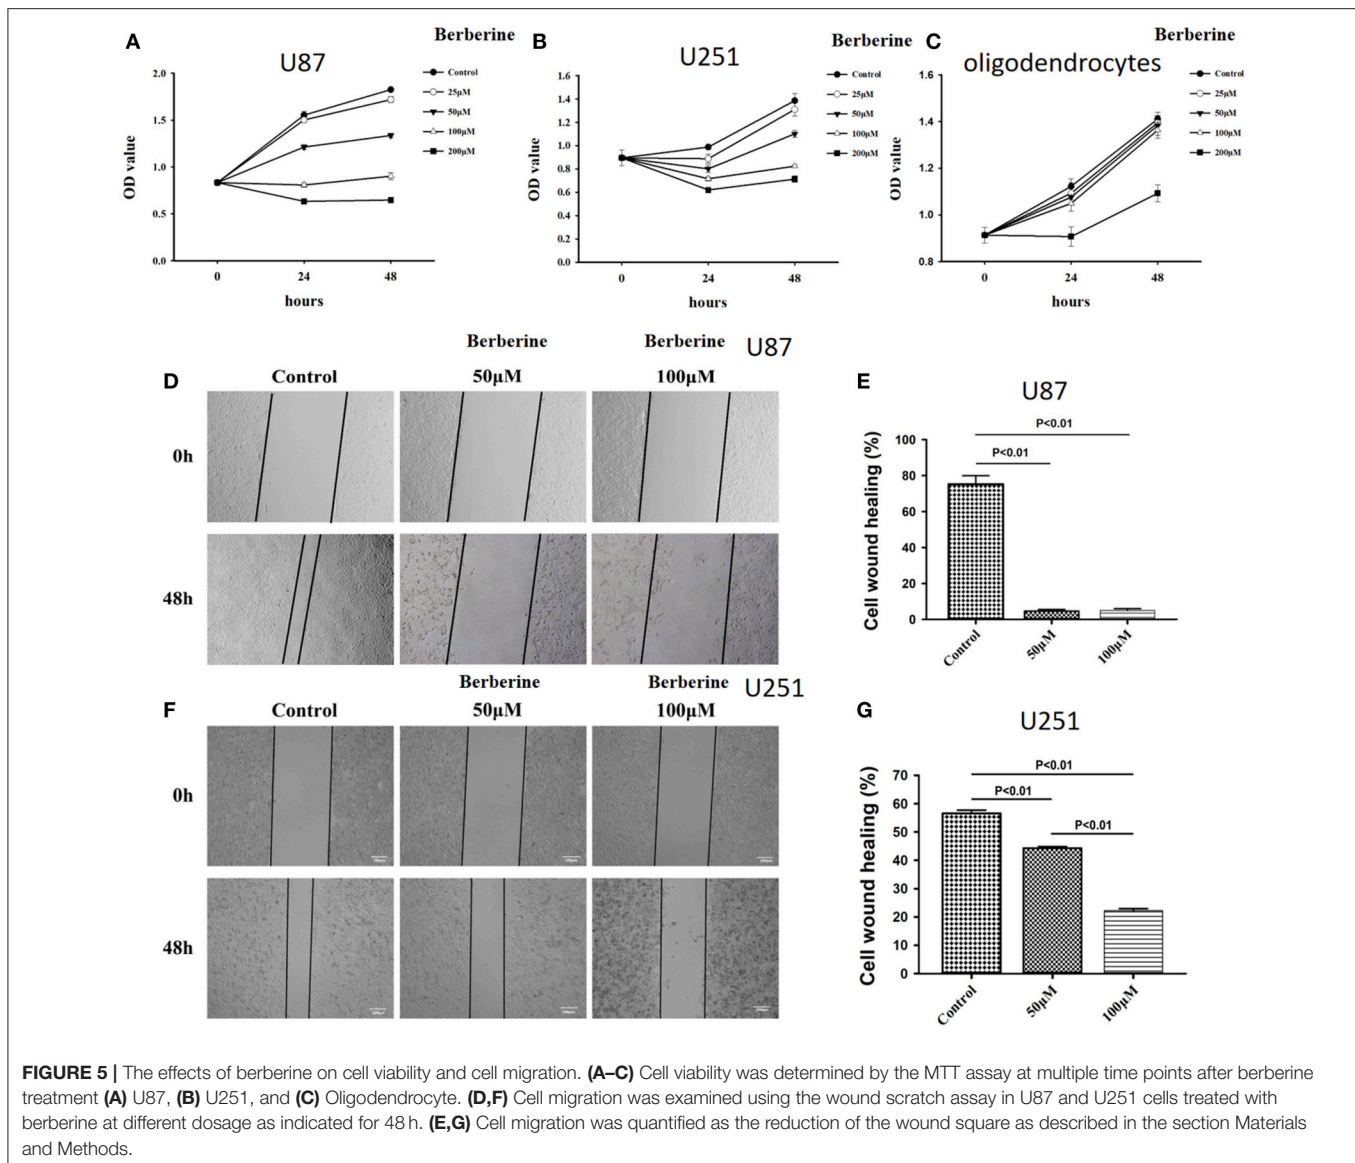 A
Berberine
U87
Control
25μM
50μM
100μM
200μM
2.0
1.5
1.0
0.5
0.0
OD value
0
24
48
hours
B
Berberine
U251
Control
25μM
50μM
100μM
200μM
1.6
1.4
1.2
1.0
0.8
0.6
0.4
0.2
0.0
OD value
0
24
48
hours
C
Berberine
oligodendrocytes
Control
25μM
50μM
100μM
200μM
1.6
1.4
1.2
1.0
0.8
OD value
0
24
48
hours
D
Berberine
Berberine
U87
Control
50μM
100μM
0h
48h
E
U87
P<0.01
P<0.01
Cell wound healing (%)
100
80
60
40
20
0
Control
50μM
100μM
F
Berberine
Berberine
U251
Control
50μM
100μM
0h
48h
G
U251
P<0.01
P<0.01
P<0.01
Cell wound healing (%)
70
60
50
40
30
20
10
0
Control
50μM
100μM
FIGURE 5 | The effects of berberine on cell viability and cell migration. (A–C) Cell viability was determined by the MTT assay at multiple time points after berberine
treatment (A) U87, (B) U251, and (C) Oligodendrocyte. (D,F) Cell migration was examined using the wound scratch assay in U87 and U251 cells treated with
berberine at different dosage as indicated for 48 h. (E,G) Cell migration was quantified as the reduction of the wound square as described in the section Materials
and Methods.